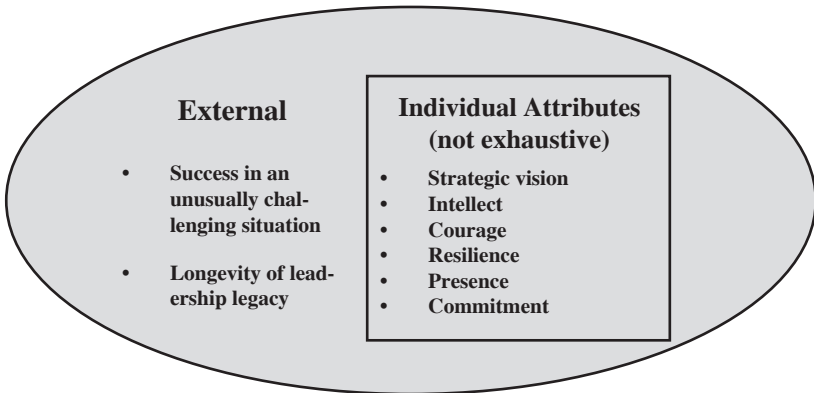 External
• Success in an
unusually chal-
lenging situation
• Longevity of lead-
ership legacy
Individual Attributes
(not exhaustive)
• Strategic vision
• Intellect
• Courage
• Resilience
• Presence
• Commitment